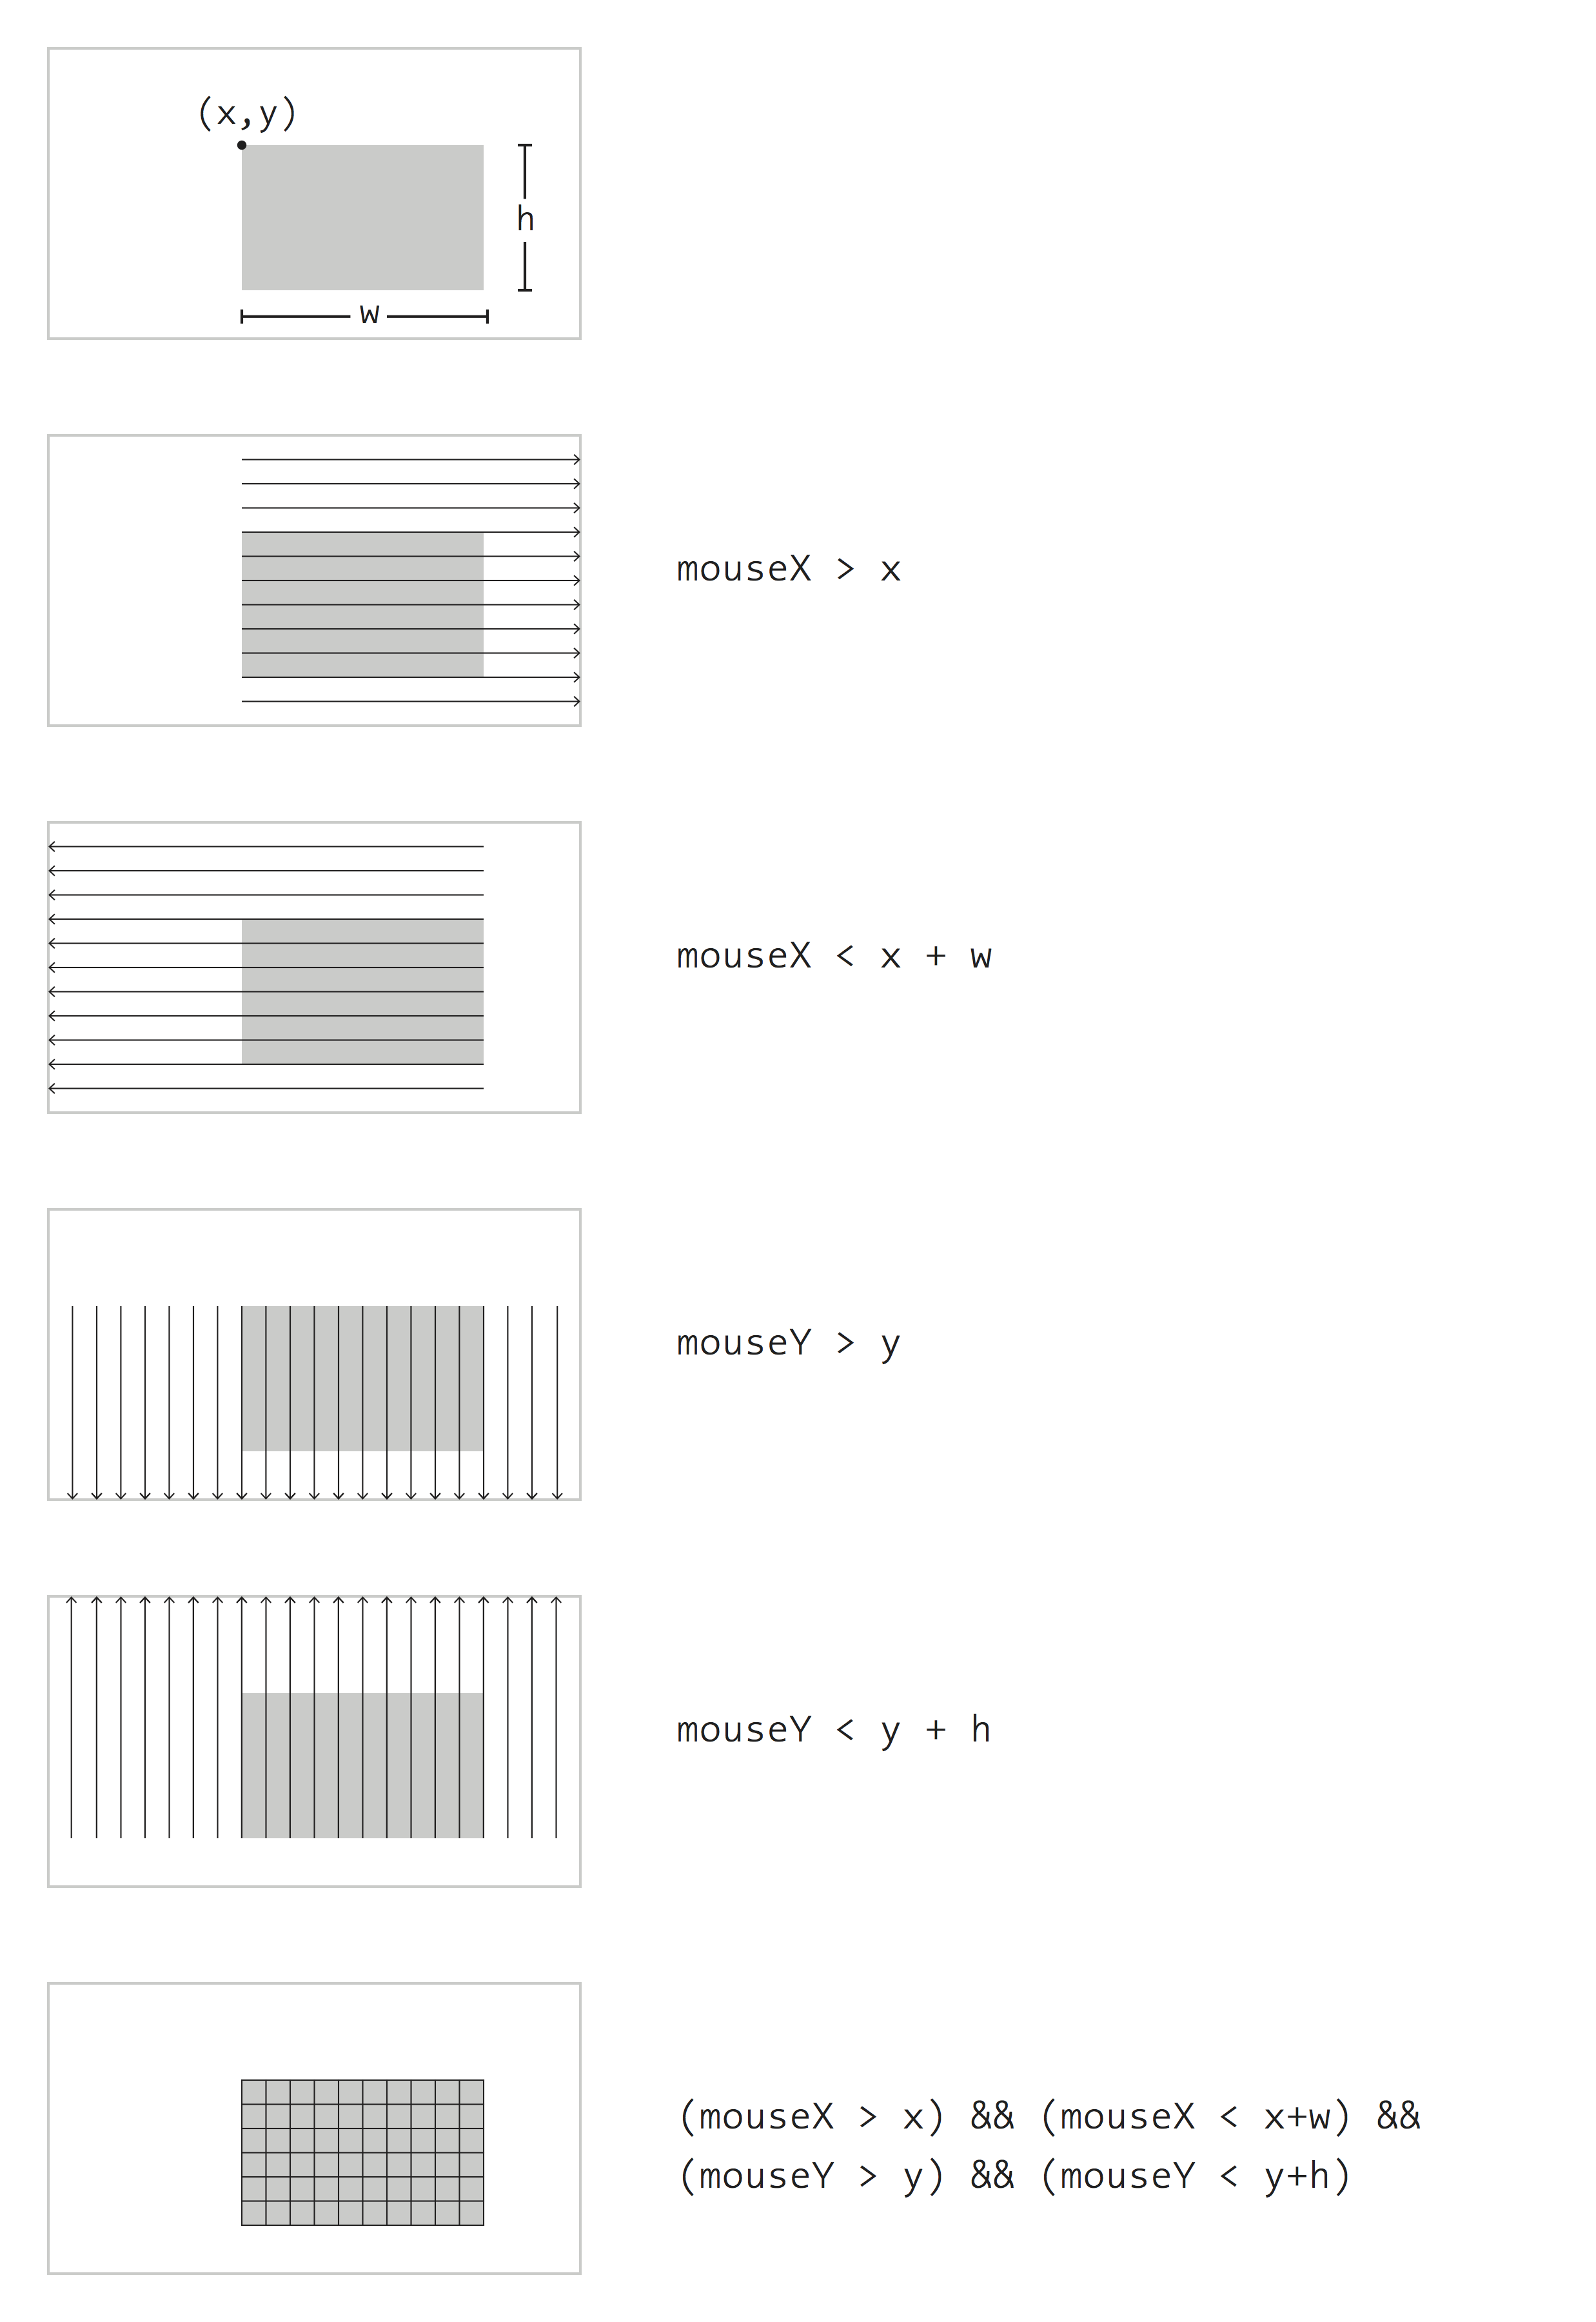 (x,y)
h
w
mouseX > x
mouseX < x + w
mouseY > y
mouseY < y + h
(mouseX > x) && (mouseX < x+w) &&
(mouseY > y) && (mouseY < y+h)